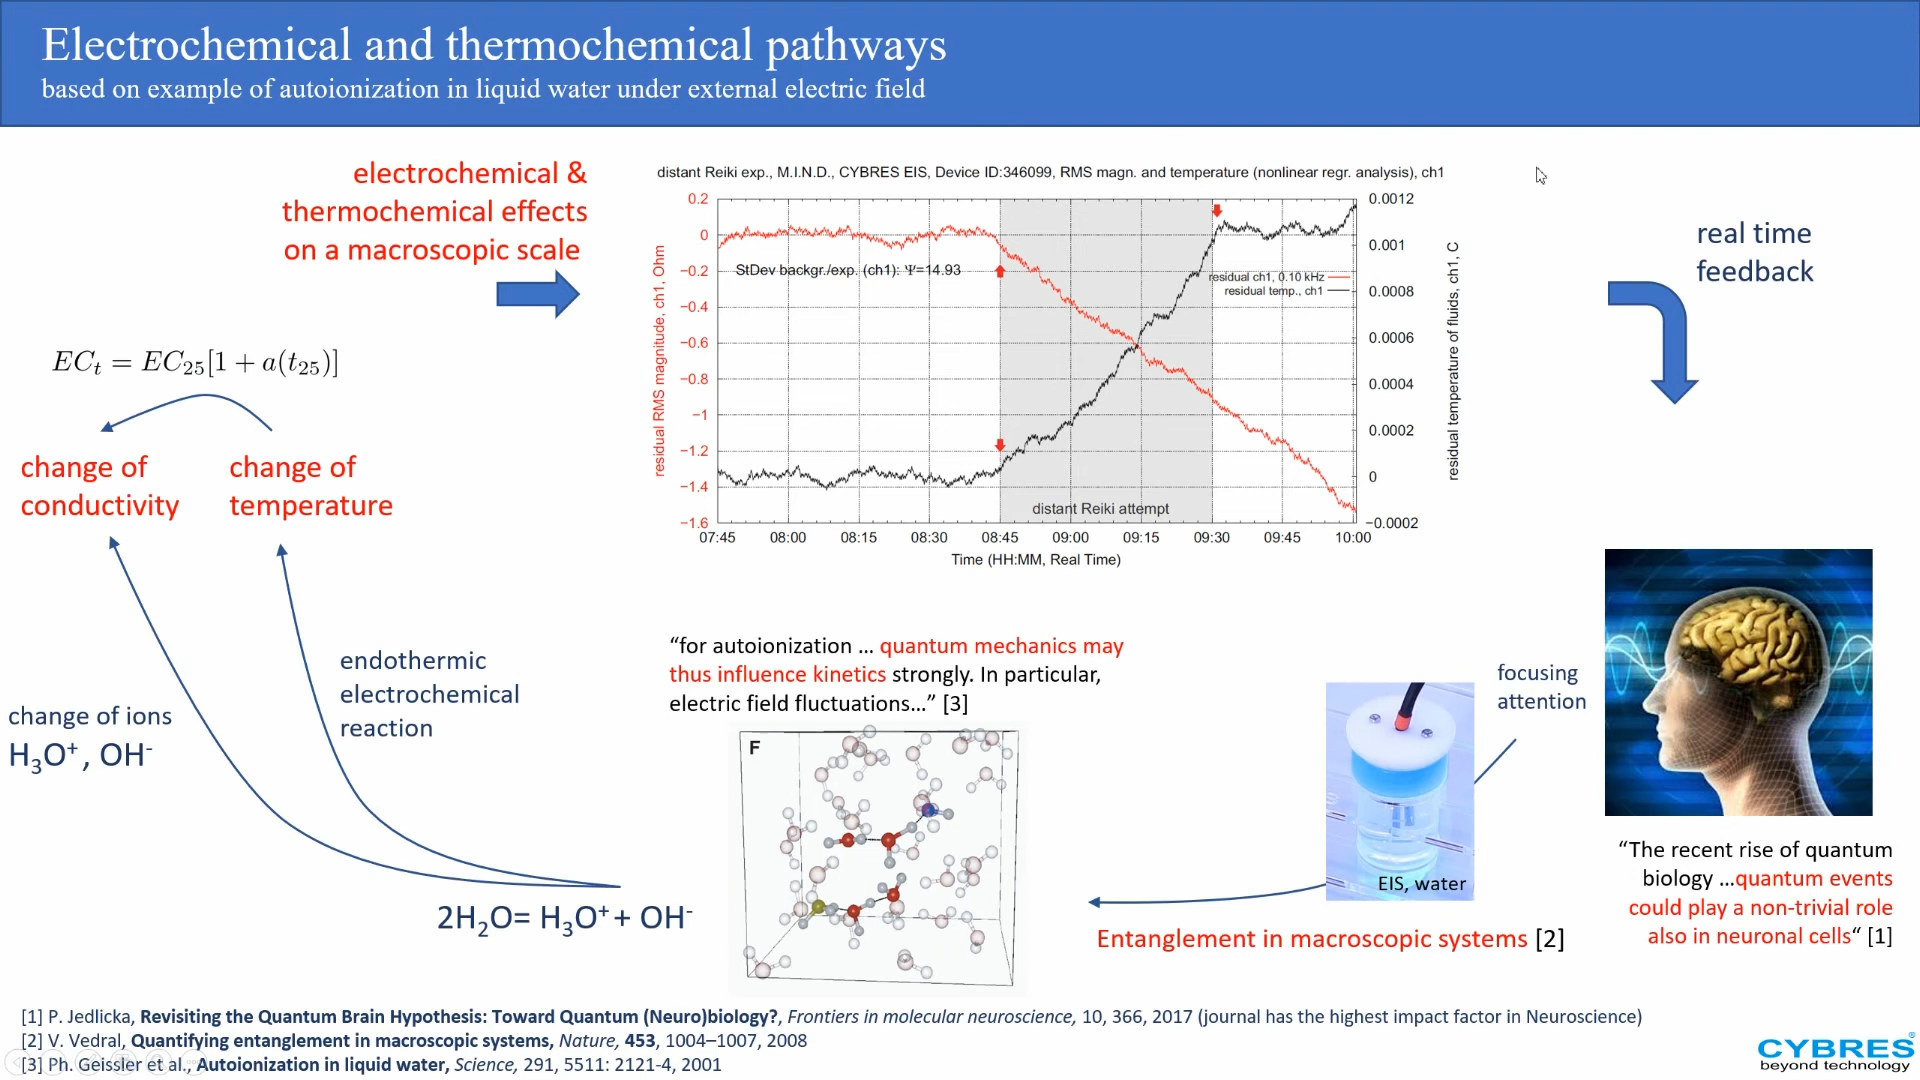 Electrochemical and thermochemical pathways
based on example of autoionization in liquid water under external electric field
electrochemical &
thermochemical effects
on a macroscopic scale
distant Reiki exp., M.I.N.D., CYBRES EIS, Device ID:346099, RMS magn. and temperature (nonlinear regr. analysis), ch1
residual RMS magnitude, ch1, Ohm
0.2
0
−0.2
−0.4
−0.6
−0.8
−1
−1.2
−1.4
−1.6
StDev backgr./exp. (ch1): Ψ=14.93
residual ch1, 0.10 kHz
residual temp., ch1
distant Reiki attempt
0.0012
0.001
0.0008
0.0006
0.0004
0.0002
0
−0.0002
residual temperature of fluids, ch1, C
07:45 08:00 08:15 08:30 08:45 09:00 09:15 09:30 09:45 10:00
Time (HH:MM, Real Time)
real time
feedback
ECt = EC25[1 + a(t25)]
change of
conductivity
change of
temperature
endothermic
electrochemical
reaction
change of ions
H3O+ , OH-
2H2O= H3O+ + OH-
“for autoionization ... quantum mechanics may
thus influence kinetics strongly. In particular,
electric field fluctuations...” [3]
F
focusing
attention
EIS, water
Entanglement in macroscopic systems [2]
“The recent rise of quantum
biology ...quantum events
could play a non-trivial role
also in neuronal cells“ [1]
[1] P. Jedlicka, Revisiting the Quantum Brain Hypothesis: Toward Quantum (Neuro)biology?, Frontiers in molecular neuroscience, 10, 366, 2017 (journal has the highest impact factor in Neuroscience)
[2] V. Vedral, Quantifying entanglement in macroscopic systems, Nature, 453, 1004–1007, 2008
[3] Ph. Geissler et al., Autoionization in liquid water, Science, 291, 5511: 2121-4, 2001
CYBRES®
beyond technology